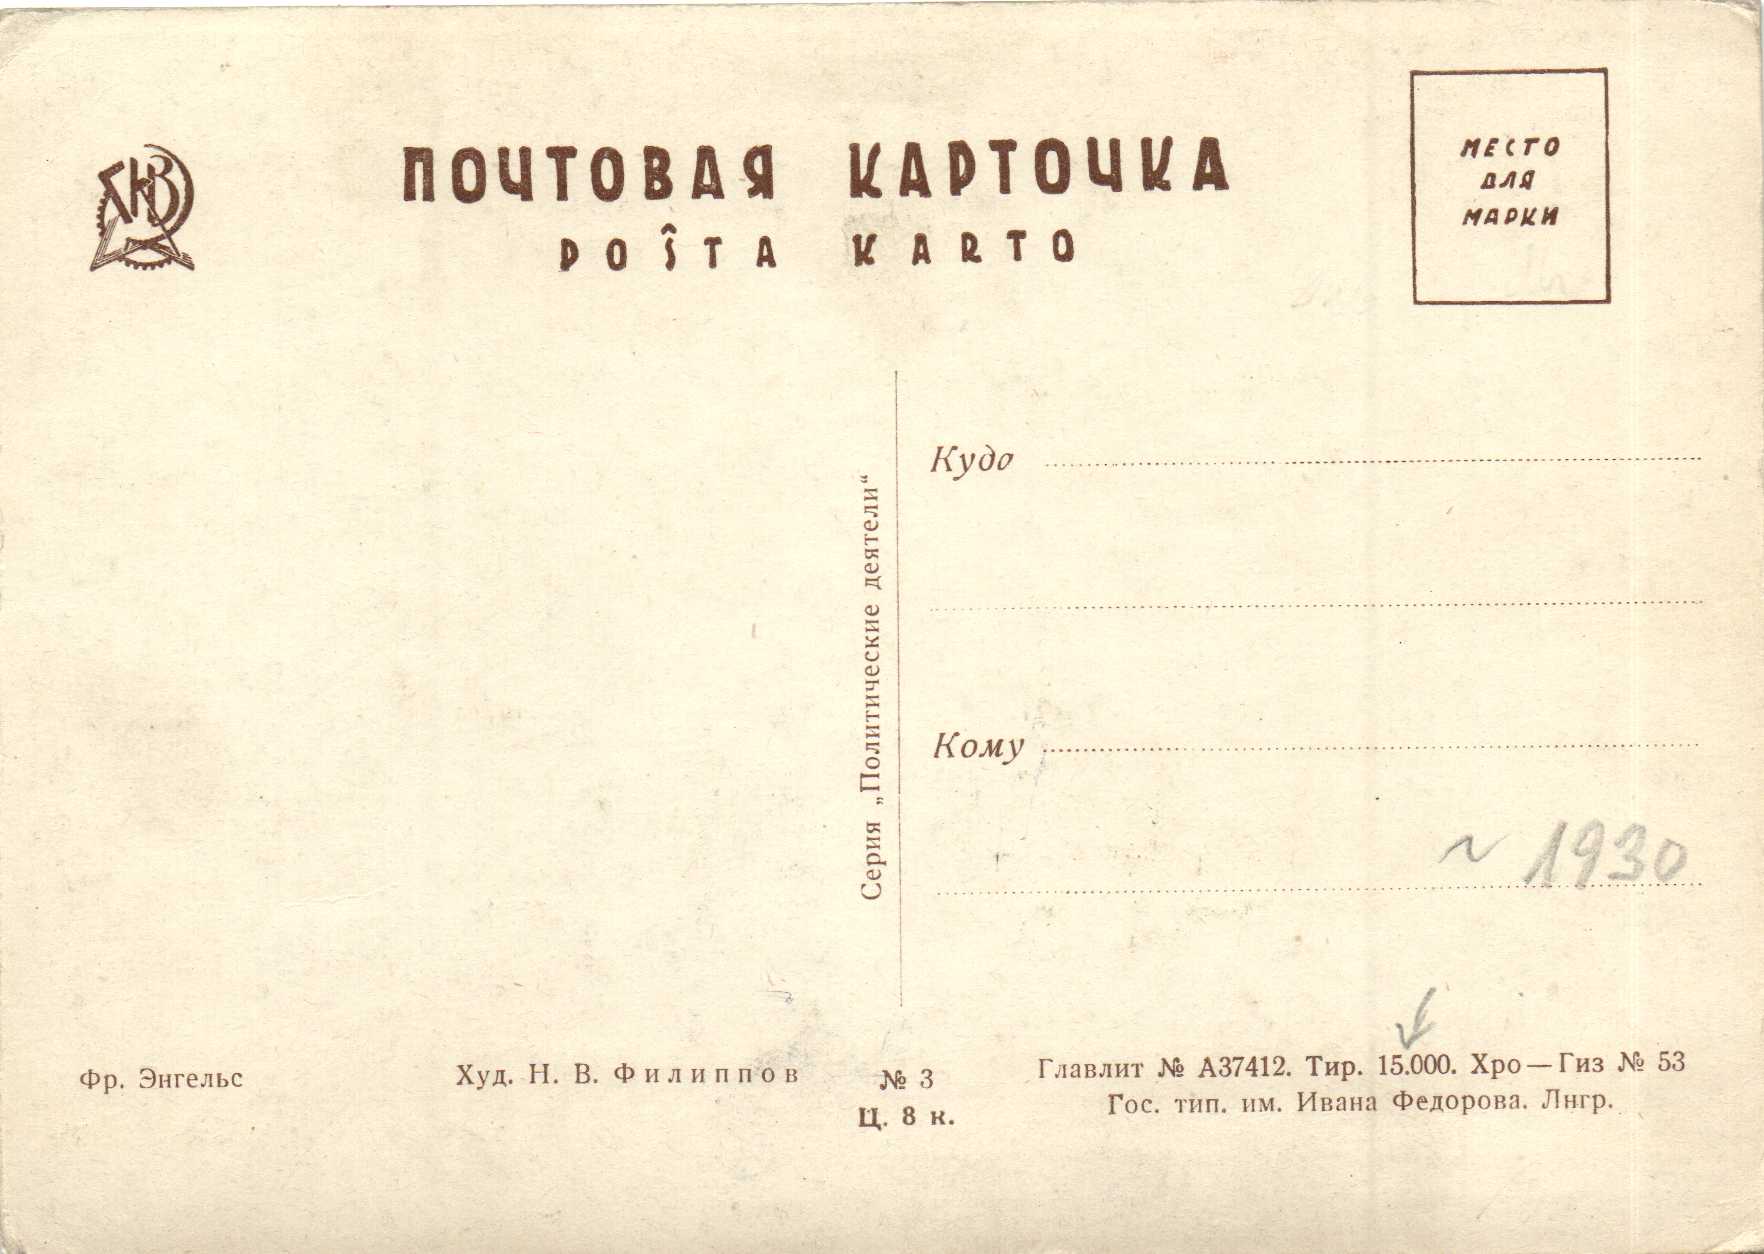 ПОЧТОВАЯ КАРТОЧКА
POŜTA KARTO
МЕСТО
ДЛЯ
МАРКИ
Кудо
Серия „Политические деятели“
Кому
~ 1930
Фр. Энгельс
Худ. Н. В. Филиппов
№ 3
Ц. 8 к.
Главлит № А37412. Тир. 15.000. Хро — Гиз № 53
Гос. тип. им. Ивана Федорова. Лнгр.